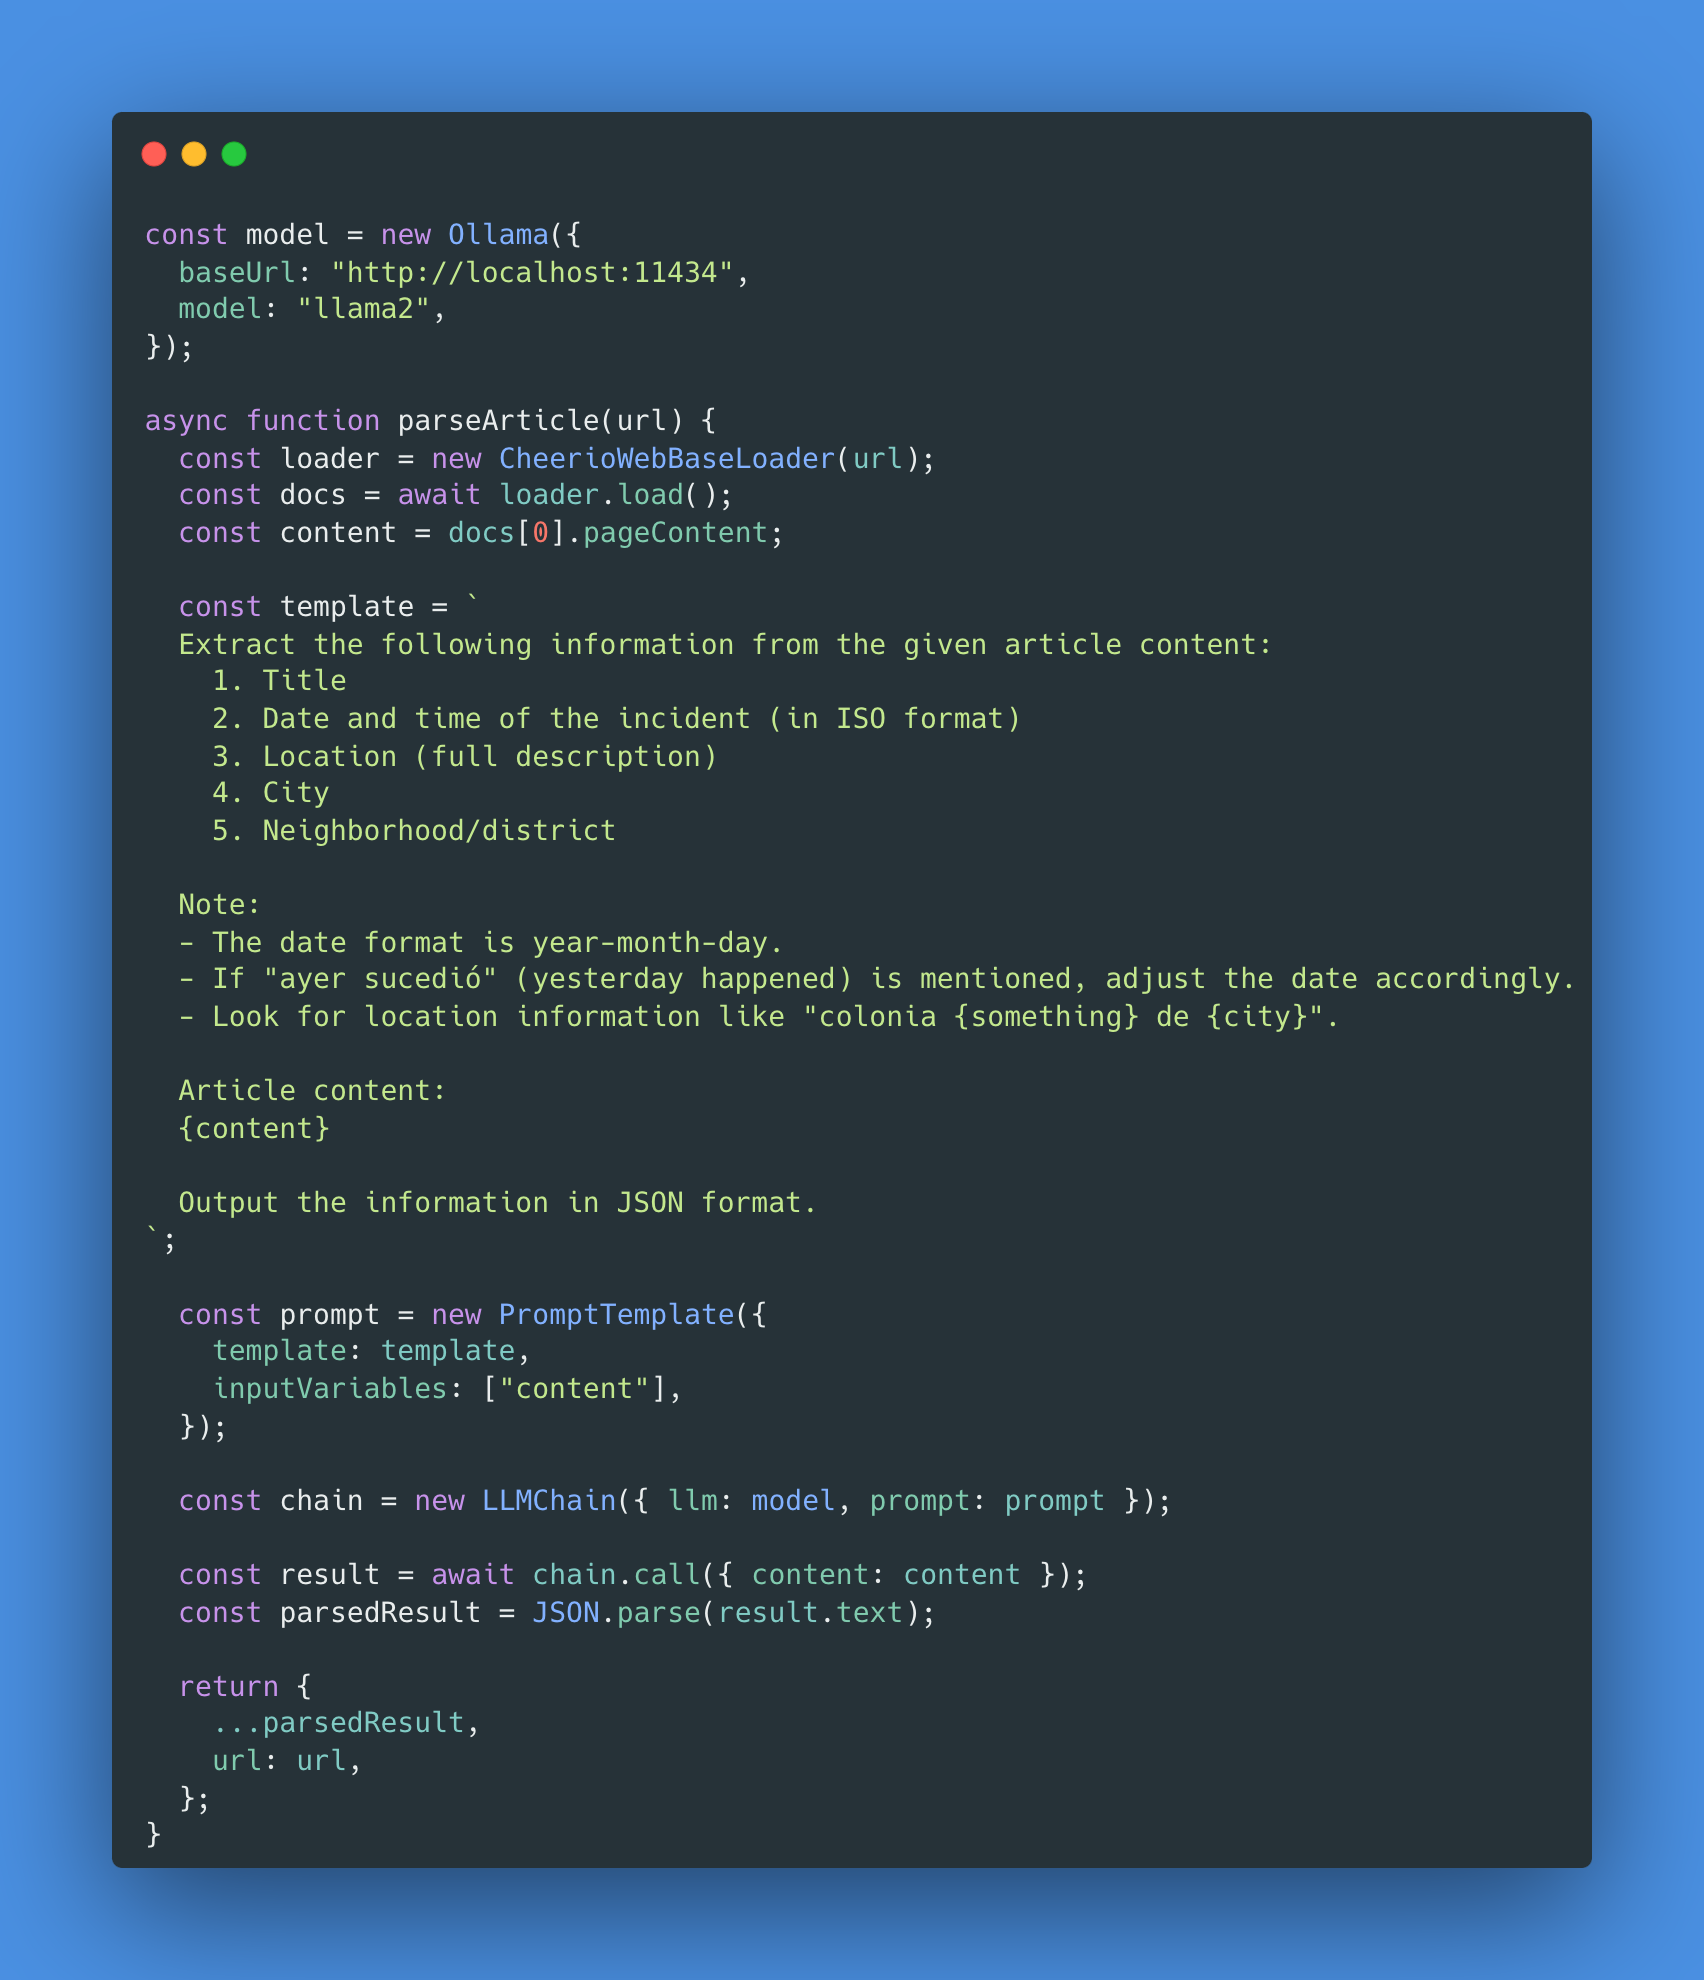 const model = new Ollama({
  baseUrl: "http://localhost:11434",
  model: "llama2",
});

async function parseArticle(url) {
  const loader = new CheerioWebBaseLoader(url);
  const docs = await loader.load();
  const content = docs[0].pageContent;

  const template = `
  Extract the following information from the given article content:
    1. Title
    2. Date and time of the incident (in ISO format)
    3. Location (full description)
    4. City
    5. Neighborhood/district

  Note:
  - The date format is year-month-day.
  - If "ayer sucedió" (yesterday happened) is mentioned, adjust the date accordingly.
  - Look for location information like "colonia {something} de {city}".

  Article content:
  {content}

  Output the information in JSON format.
`;

  const prompt = new PromptTemplate({
    template: template,
    inputVariables: ["content"],
  });

  const chain = new LLMChain({ llm: model, prompt: prompt });

  const result = await chain.call({ content: content });
  const parsedResult = JSON.parse(result.text);

  return {
    ...parsedResult,
    url: url,
  };
}